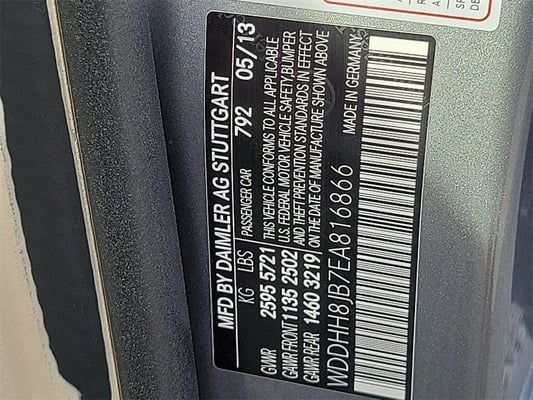 MFD BY DAIMLER AG STUTTGART
KG LBS 792 05/13
PASSENGER CAR
GVWR 2595 5721 THIS VEHICLE CONFORMS TO ALL APPLICABLE
GAWR FRONT 1135 2502 U.S. FEDERAL MOTOR VEHICLE SAFETY, BUMPER
GAWR REAR 1460 3219 AND THEFT PREVENTION STANDARDS IN EFFECT
ON THE DATE OF MANUFACTURE SHOWN ABOVE
WDDHH8JB7EA816866 MADE IN GERMANY